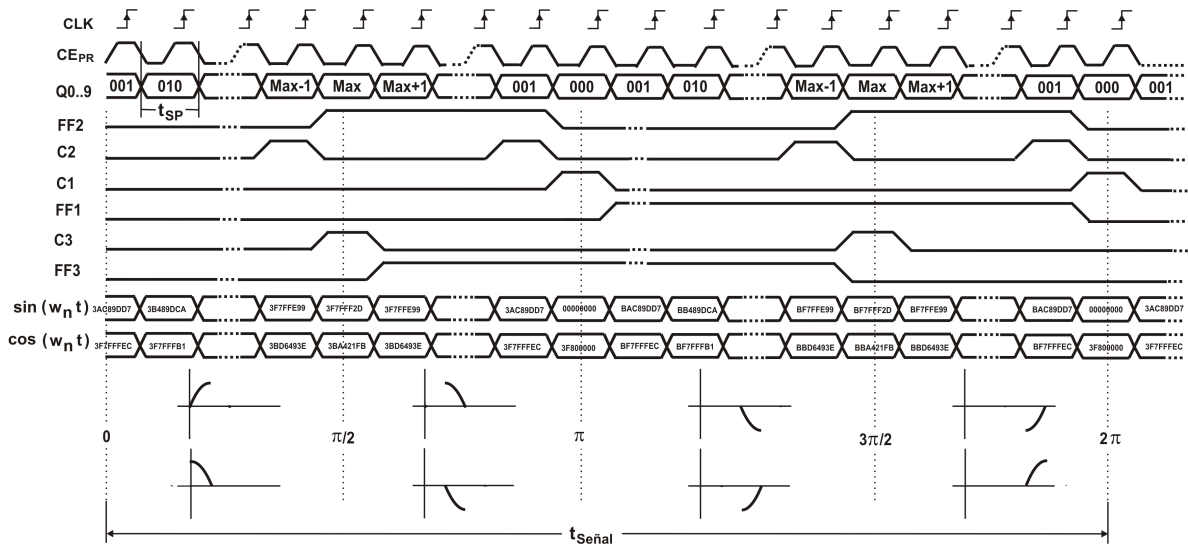 CLK
CEPR
Q0..9 001 010 Max-1 Max Max+1 001 000 001 010 Max-1 Max Max+1 001 000 001
tSP
FF2
C2
C1
FF1
C3
FF3
sin (wn t) 3AC89DD7 3B489DCA 3F7FFE99 3F7FFF2D 3F7FFE99 3AC89DD7 00000000 BAC89DD7 BB489DCA BF7FFE99 BF7FFF2D BF7FFE99 BAC89DD7 00000000 3AC89DD7
cos (wn t) 3F7FFFEC 3F7FFFB1 3BD6493E 3BA421FB 3BD6493E 3F7FFFEC 3F800000 BF7FFFEC BF7FFFB1 BBD6493E BBA421FB BBD6493E BF7FFFEC 3F800000 3F7FFFEC
0 π/2 π 3π/2 2π
tSeñal